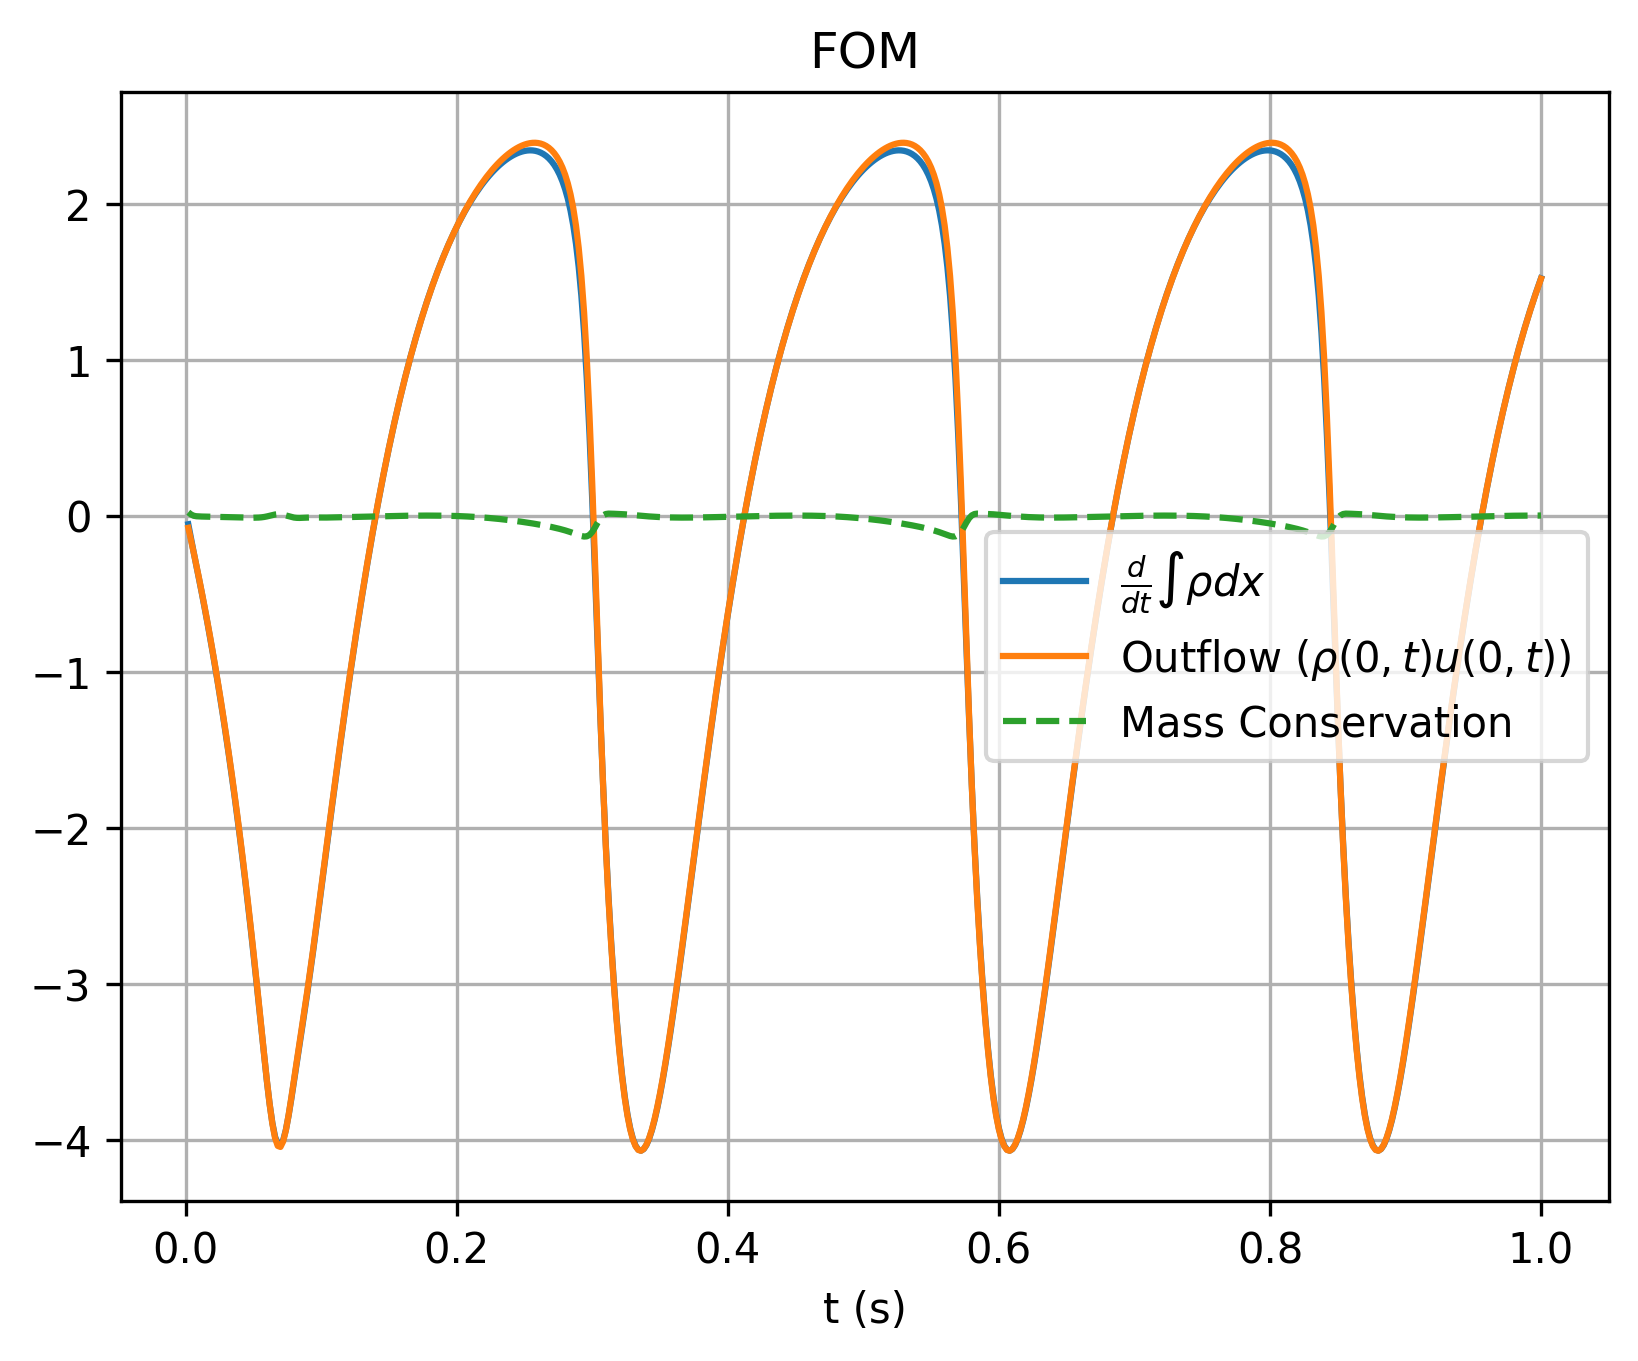 FOM
2
1
0
−1
−2
−3
−4
d/dt ∫ρdx
Outflow (ρ(0, t)u(0, t))
Mass Conservation
0.0 0.2 0.4 0.6 0.8 1.0
t (s)